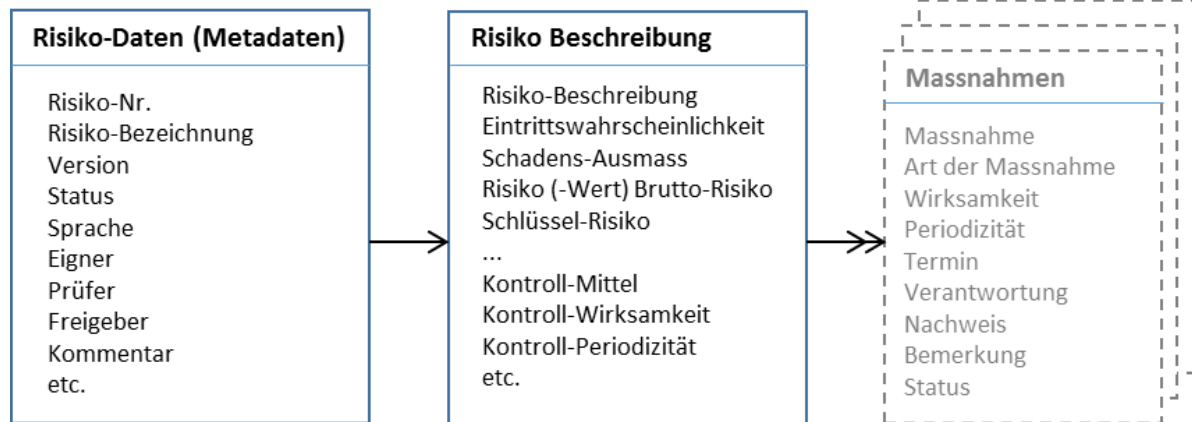 Risiko-Daten (Metadaten)
Risiko-Nr.
Risiko-Bezeichnung
Version
Status
Sprache
Eigner
Prüfer
Freigeber
Kommentar
etc.
Risiko Beschreibung
Risiko-Beschreibung
Eintrittswahrscheinlichkeit
Schadens-Ausmass
Risiko (-Wert) Brutto-Risiko
Schlüssel-Risiko
...
Kontroll-Mittel
Kontroll-Wirksamkeit
Kontroll-Periodizität
etc.
Massnahmen
Massnahme
Art der Massnahme
Wirksamkeit
Periodizität
Termin
Verantwortung
Nachweis
Bemerkung
Status